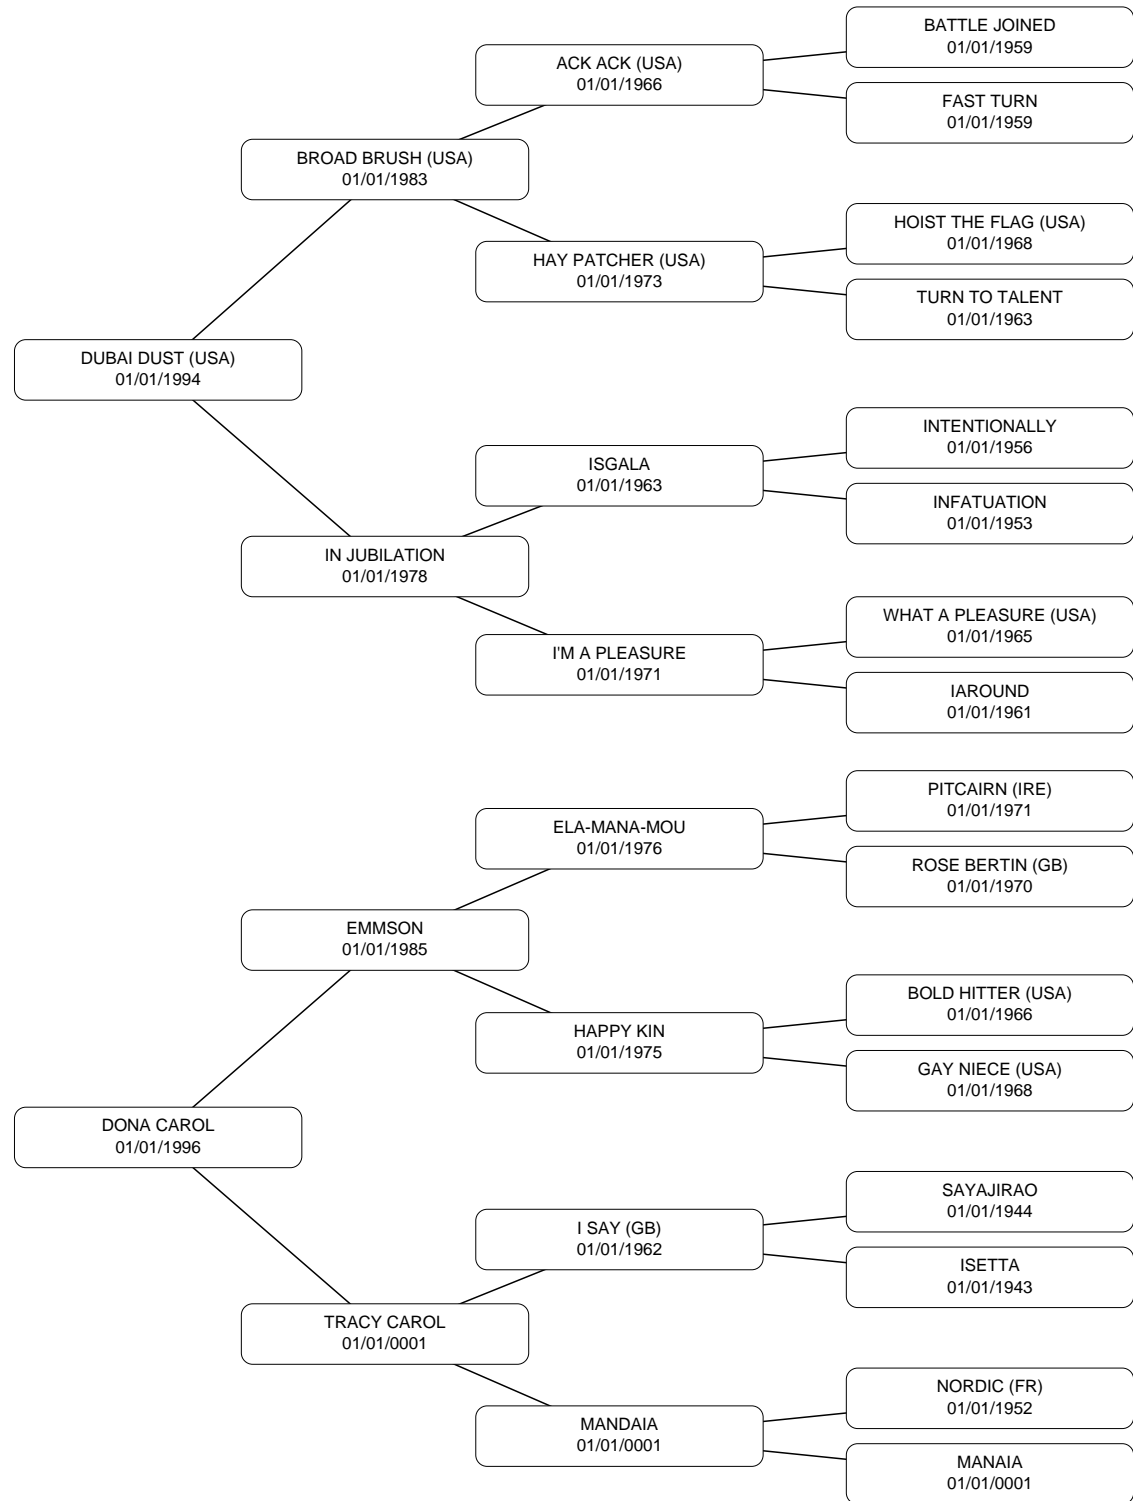 BATTLE JOINED
01/01/1959
ACK ACK (USA)
01/01/1966
FAST TURN
01/01/1959
BROAD BRUSH (USA)
01/01/1983
HOIST THE FLAG (USA)
01/01/1968
HAY PATCHER (USA)
01/01/1973
TURN TO TALENT
01/01/1963
DUBAI DUST (USA)
01/01/1994
INTENTIONALLY
01/01/1956
ISGALA
01/01/1963
INFATUATION
01/01/1953
IN JUBILATION
01/01/1978
WHAT A PLEASURE (USA)
01/01/1965
I'M A PLEASURE
01/01/1971
IAROUND
01/01/1961
PITCAIRN (IRE)
01/01/1971
ELA-MANA-MOU
01/01/1976
ROSE BERTIN (GB)
01/01/1970
EMMSON
01/01/1985
BOLD HITTER (USA)
01/01/1966
HAPPY KIN
01/01/1975
GAY NIECE (USA)
01/01/1968
DONA CAROL
01/01/1996
SAYAJIRAO
01/01/1944
I SAY (GB)
01/01/1962
ISETTA
01/01/1943
TRACY CAROL
01/01/0001
NORDIC (FR)
01/01/1952
MANDAIA
01/01/0001
MANAIA
01/01/0001